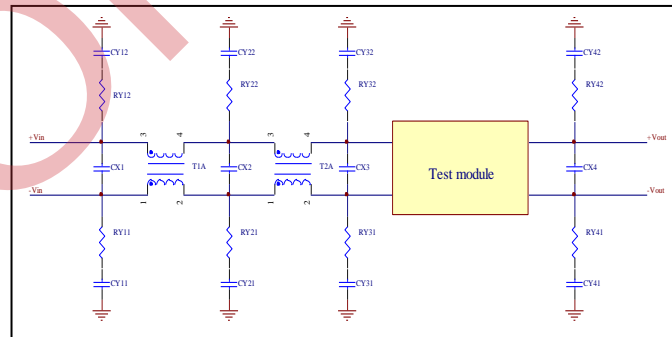 CY12 CY22 CY32 CY42
RY12 RY22 RY32 RY42
3 4 3 4
+Vin +Vout
CX1 T1A CX2 T2A CX3 Test module CX4
-Vin -Vout
1 2 1 2
RY11 RY21 RY31 RY41
CY11 CY21 CY31 CY41